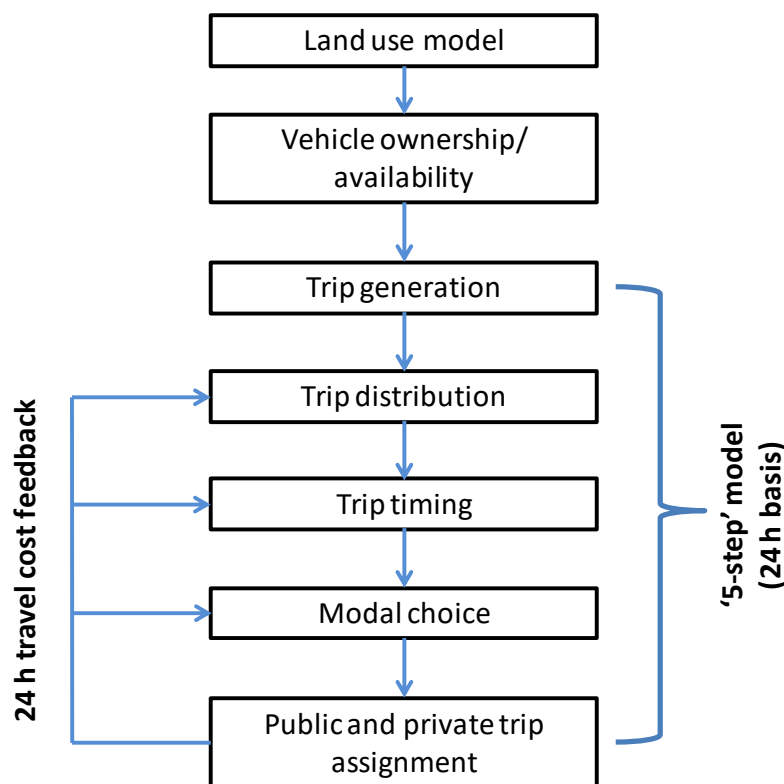 Land use model
Vehicle ownership/
availability
Trip generation
Trip distribution
Trip timing
Modal choice
Public and private trip
assignment
24 h travel cost feedback
‘5-step’ model
(24 h basis)